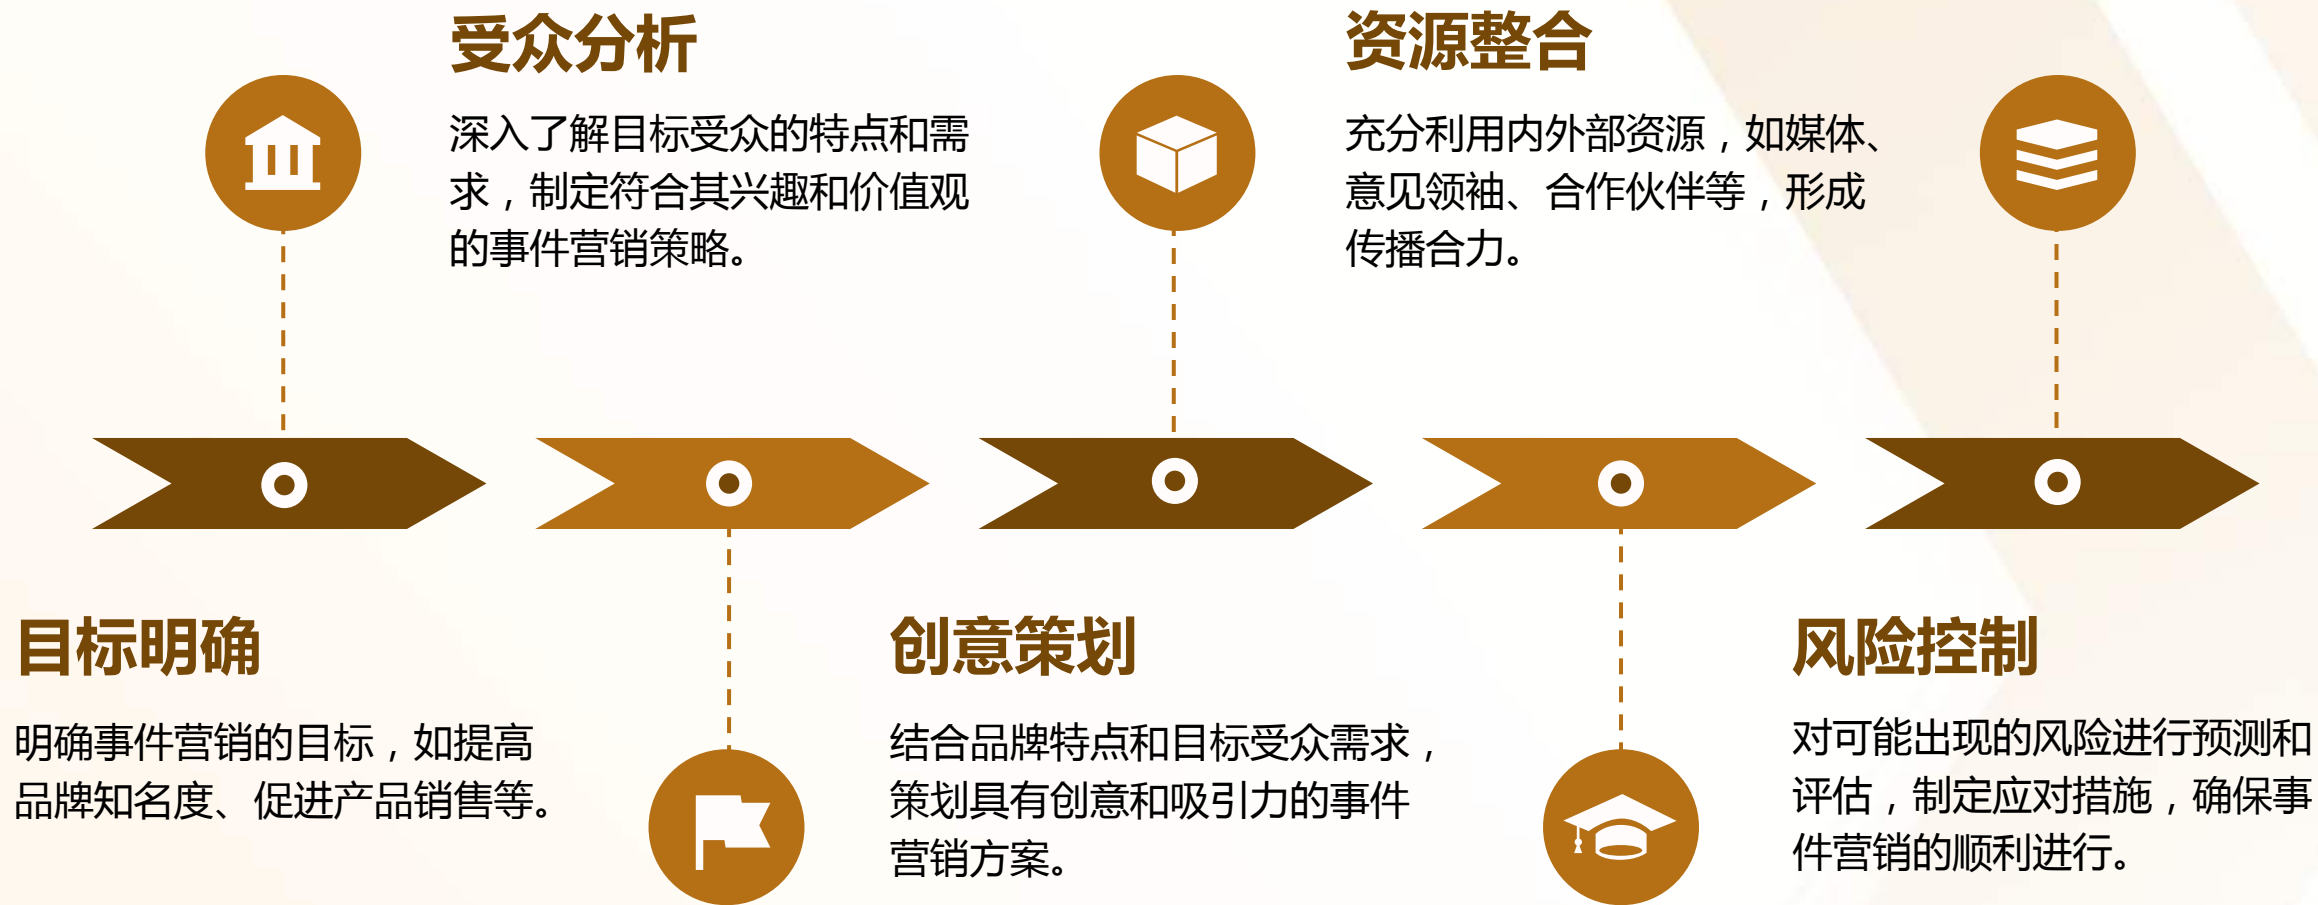 目标明确
明确事件营销的目标，如提高
品牌知名度、促进产品销售等。
受众分析
深入了解目标受众的特点和需
求，制定符合其兴趣和价值观
的事件营销策略。
创意策划
结合品牌特点和目标受众需求，
策划具有创意和吸引力的事件
营销方案。
资源整合
充分利用内外部资源，如媒体、
意见领袖、合作伙伴等，形成
传播合力。
风险控制
对可能出现的风险进行预测和
评估，制定应对措施，确保事
件营销的顺利进行。